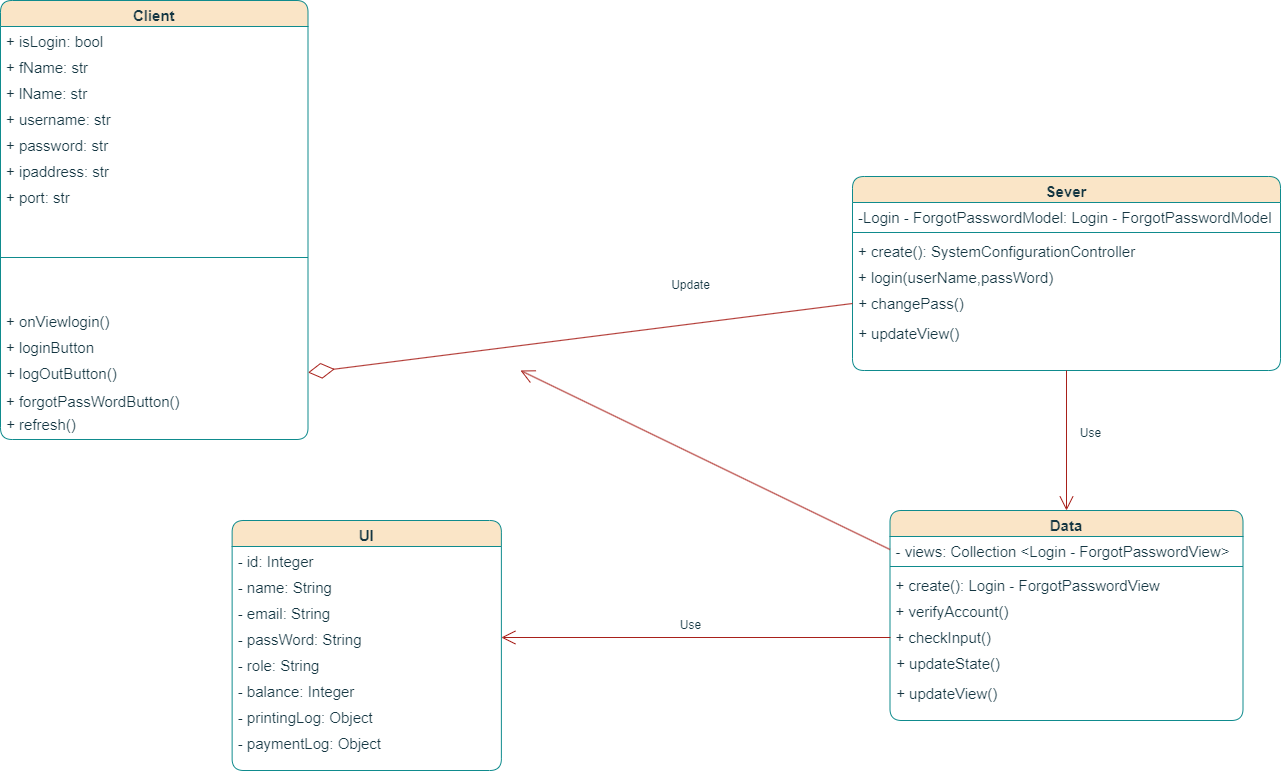 Client
+ isLogin: bool
+ fName: str
+ lName: str
+ username: str
+ password: str
+ ipaddress: str
+ port: str
+ onViewlogin()
+ loginButton
+ logOutButton()
+ forgotPassWordButton()
+ refresh()
Update
Sever
-Login - ForgotPasswordModel: Login - ForgotPasswordModel
+ create(): SystemConfigurationController
+ login(userName,passWord)
+ changePass()
+ updateView()
Use
UI
- id: Integer
- name: String
- email: String
- passWord: String
- role: String
- balance: Integer
- printingLog: Object
- paymentLog: Object
Use
Data
- views: Collection <Login - ForgotPasswordView>
+ create(): Login - ForgotPasswordView
+ verifyAccount()
+ checkInput()
+ updateState()
+ updateView()